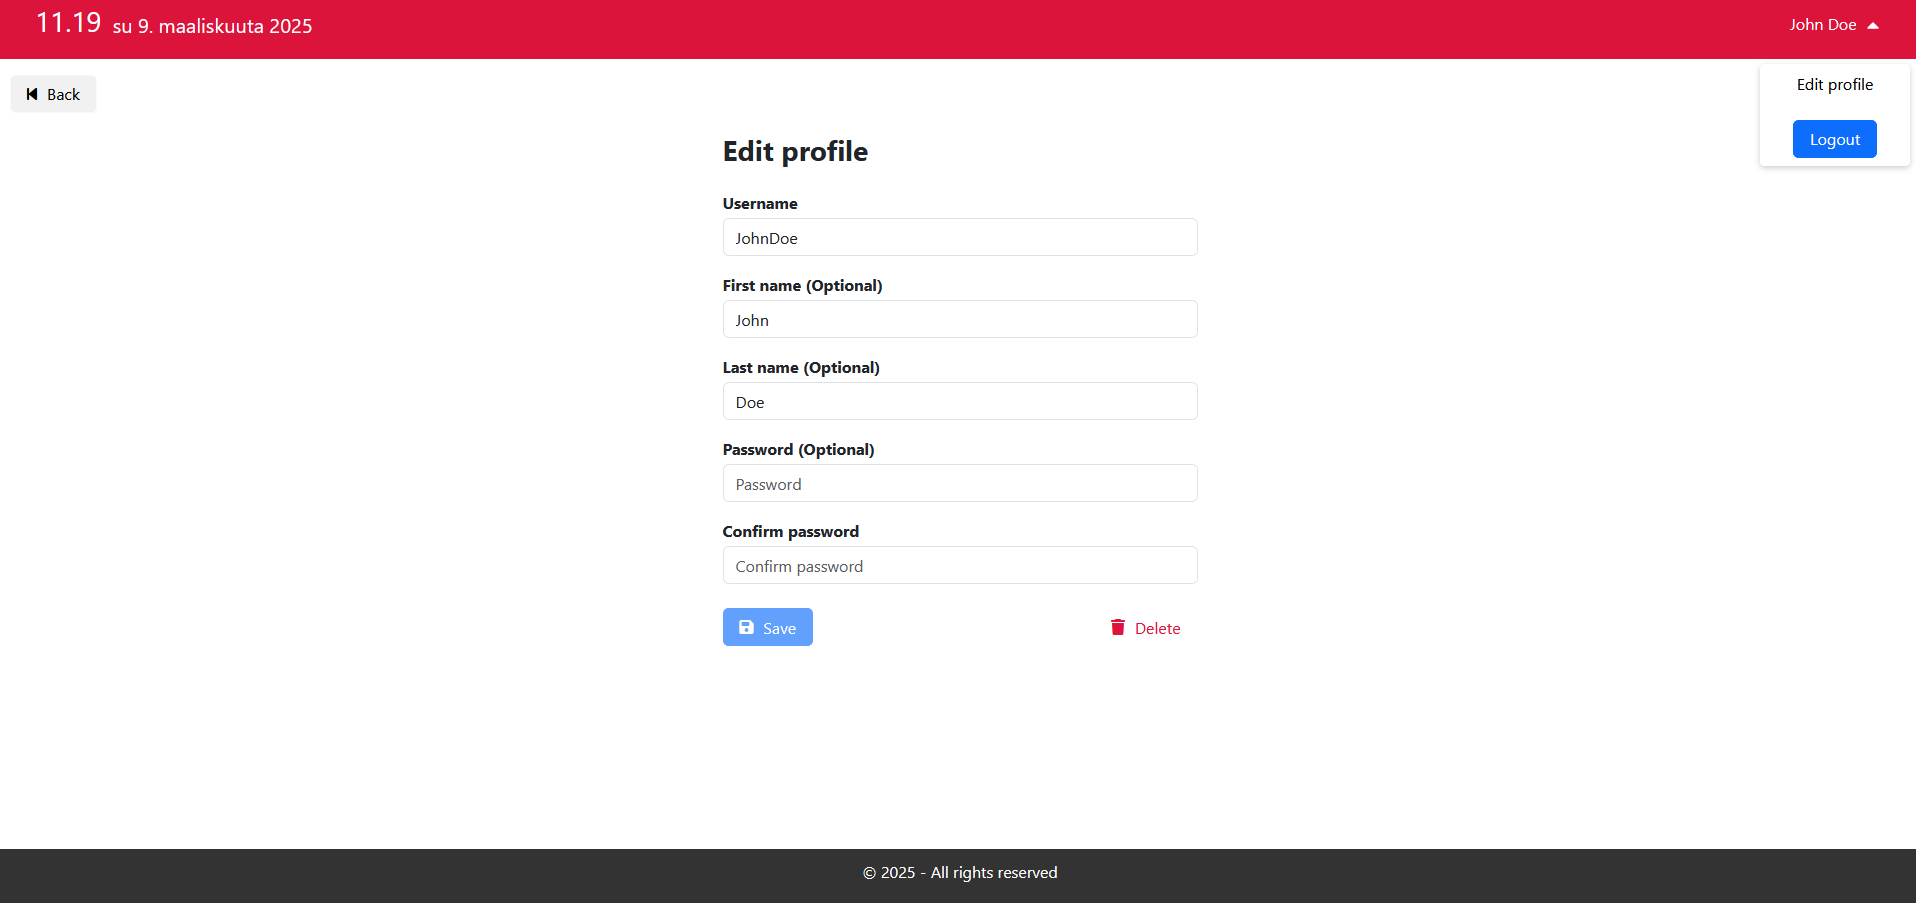 11.19 su 9. maaliskuuta 2025
John Doe
Back
Edit profile
Logout
Edit profile
Username
JohnDoe
First name (Optional)
John
Last name (Optional)
Doe
Password (Optional)
Password
Confirm password
Confirm password
Save
Delete
© 2025 - All rights reserved